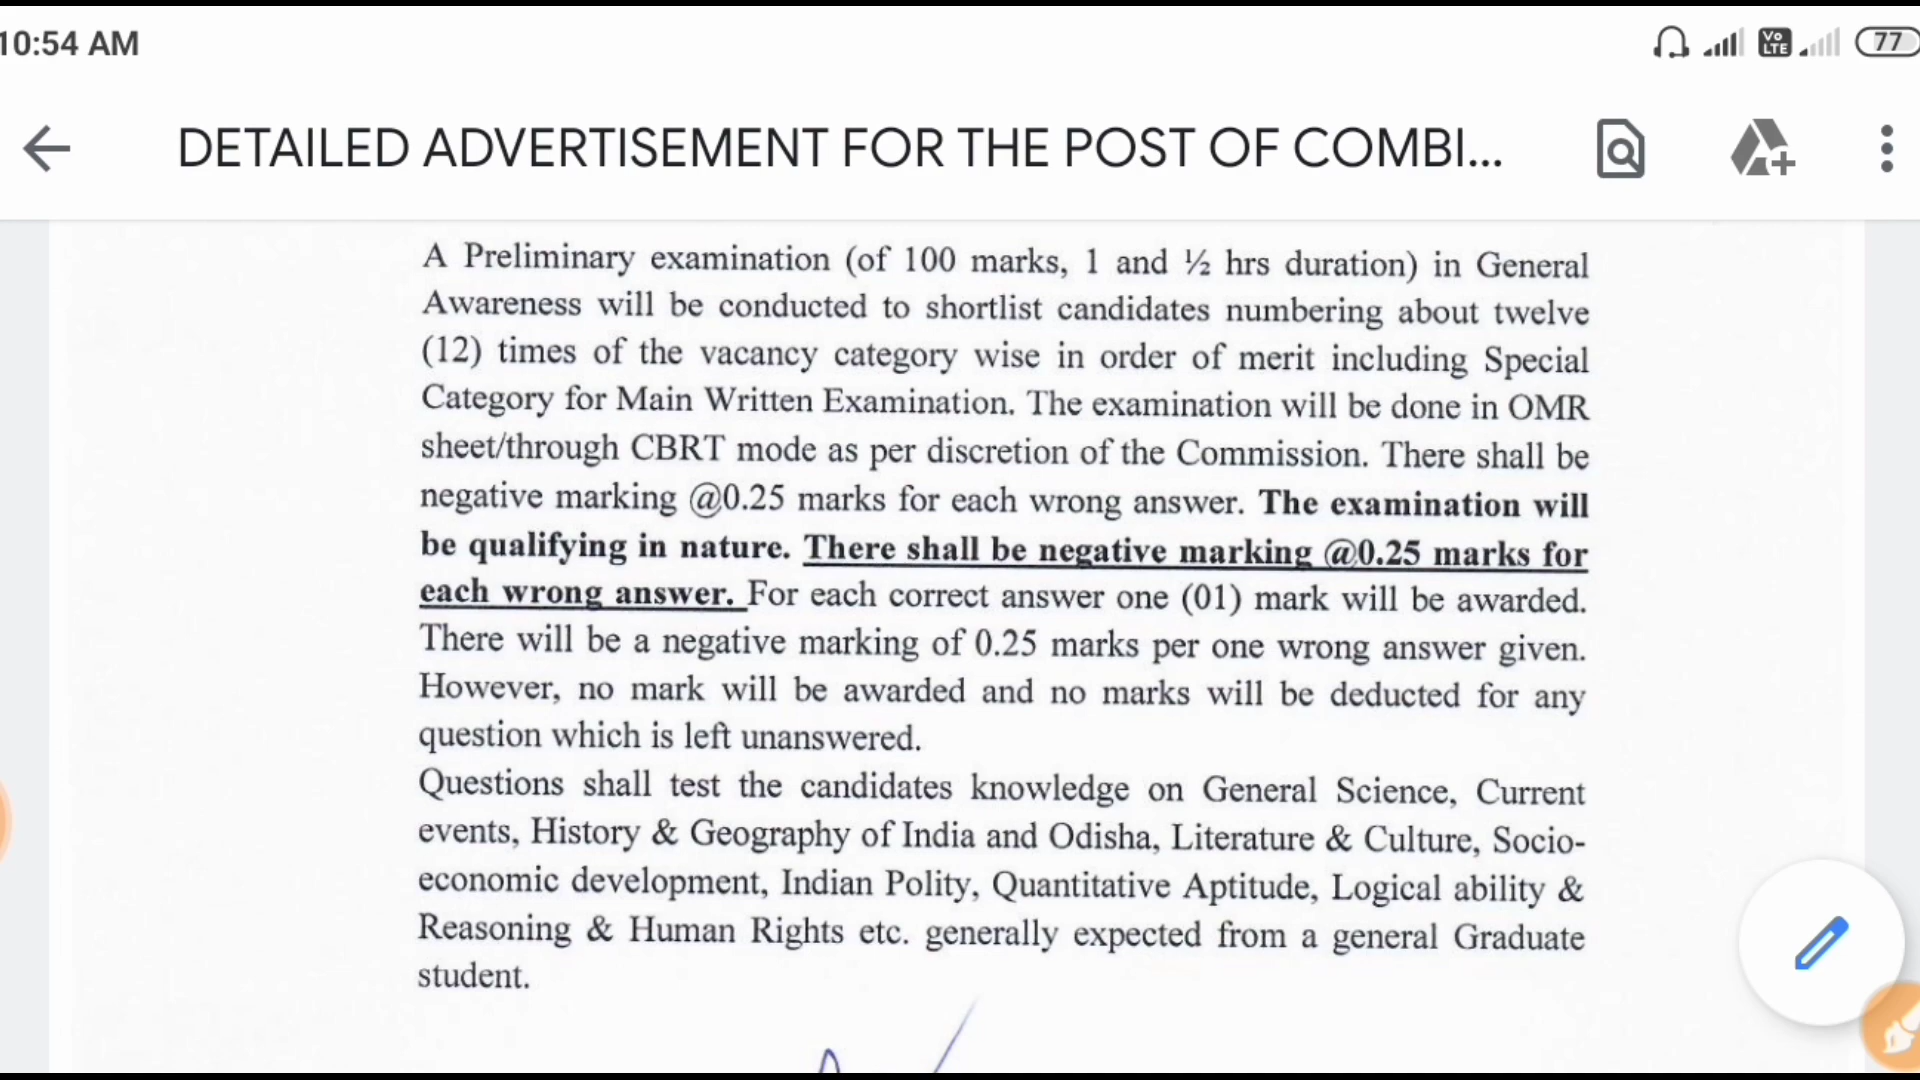 10:54 AM
Vo LTE
77
DETAILED ADVERTISEMENT FOR THE POST OF COMBI...
A Preliminary examination (of 100 marks, 1 and ½ hrs duration) in General
Awareness will be conducted to shortlist candidates numbering about twelve
(12) times of the vacancy category wise in order of merit including Special
Category for Main Written Examination. The examination will be done in OMR
sheet/through CBRT mode as per discretion of the Commission. There shall be
negative marking @0.25 marks for each wrong answer. The examination will
be qualifying in nature. There shall be negative marking @0.25 marks for
each wrong answer. For each correct answer one (01) mark will be awarded.
There will be a negative marking of 0.25 marks per one wrong answer given.
However, no mark will be awarded and no marks will be deducted for any
question which is left unanswered.
Questions shall test the candidates knowledge on General Science, Current
events, History & Geography of India and Odisha, Literature & Culture, Socio-
economic development, Indian Polity, Quantitative Aptitude, Logical ability &
Reasoning & Human Rights etc. generally expected from a general Graduate
student.